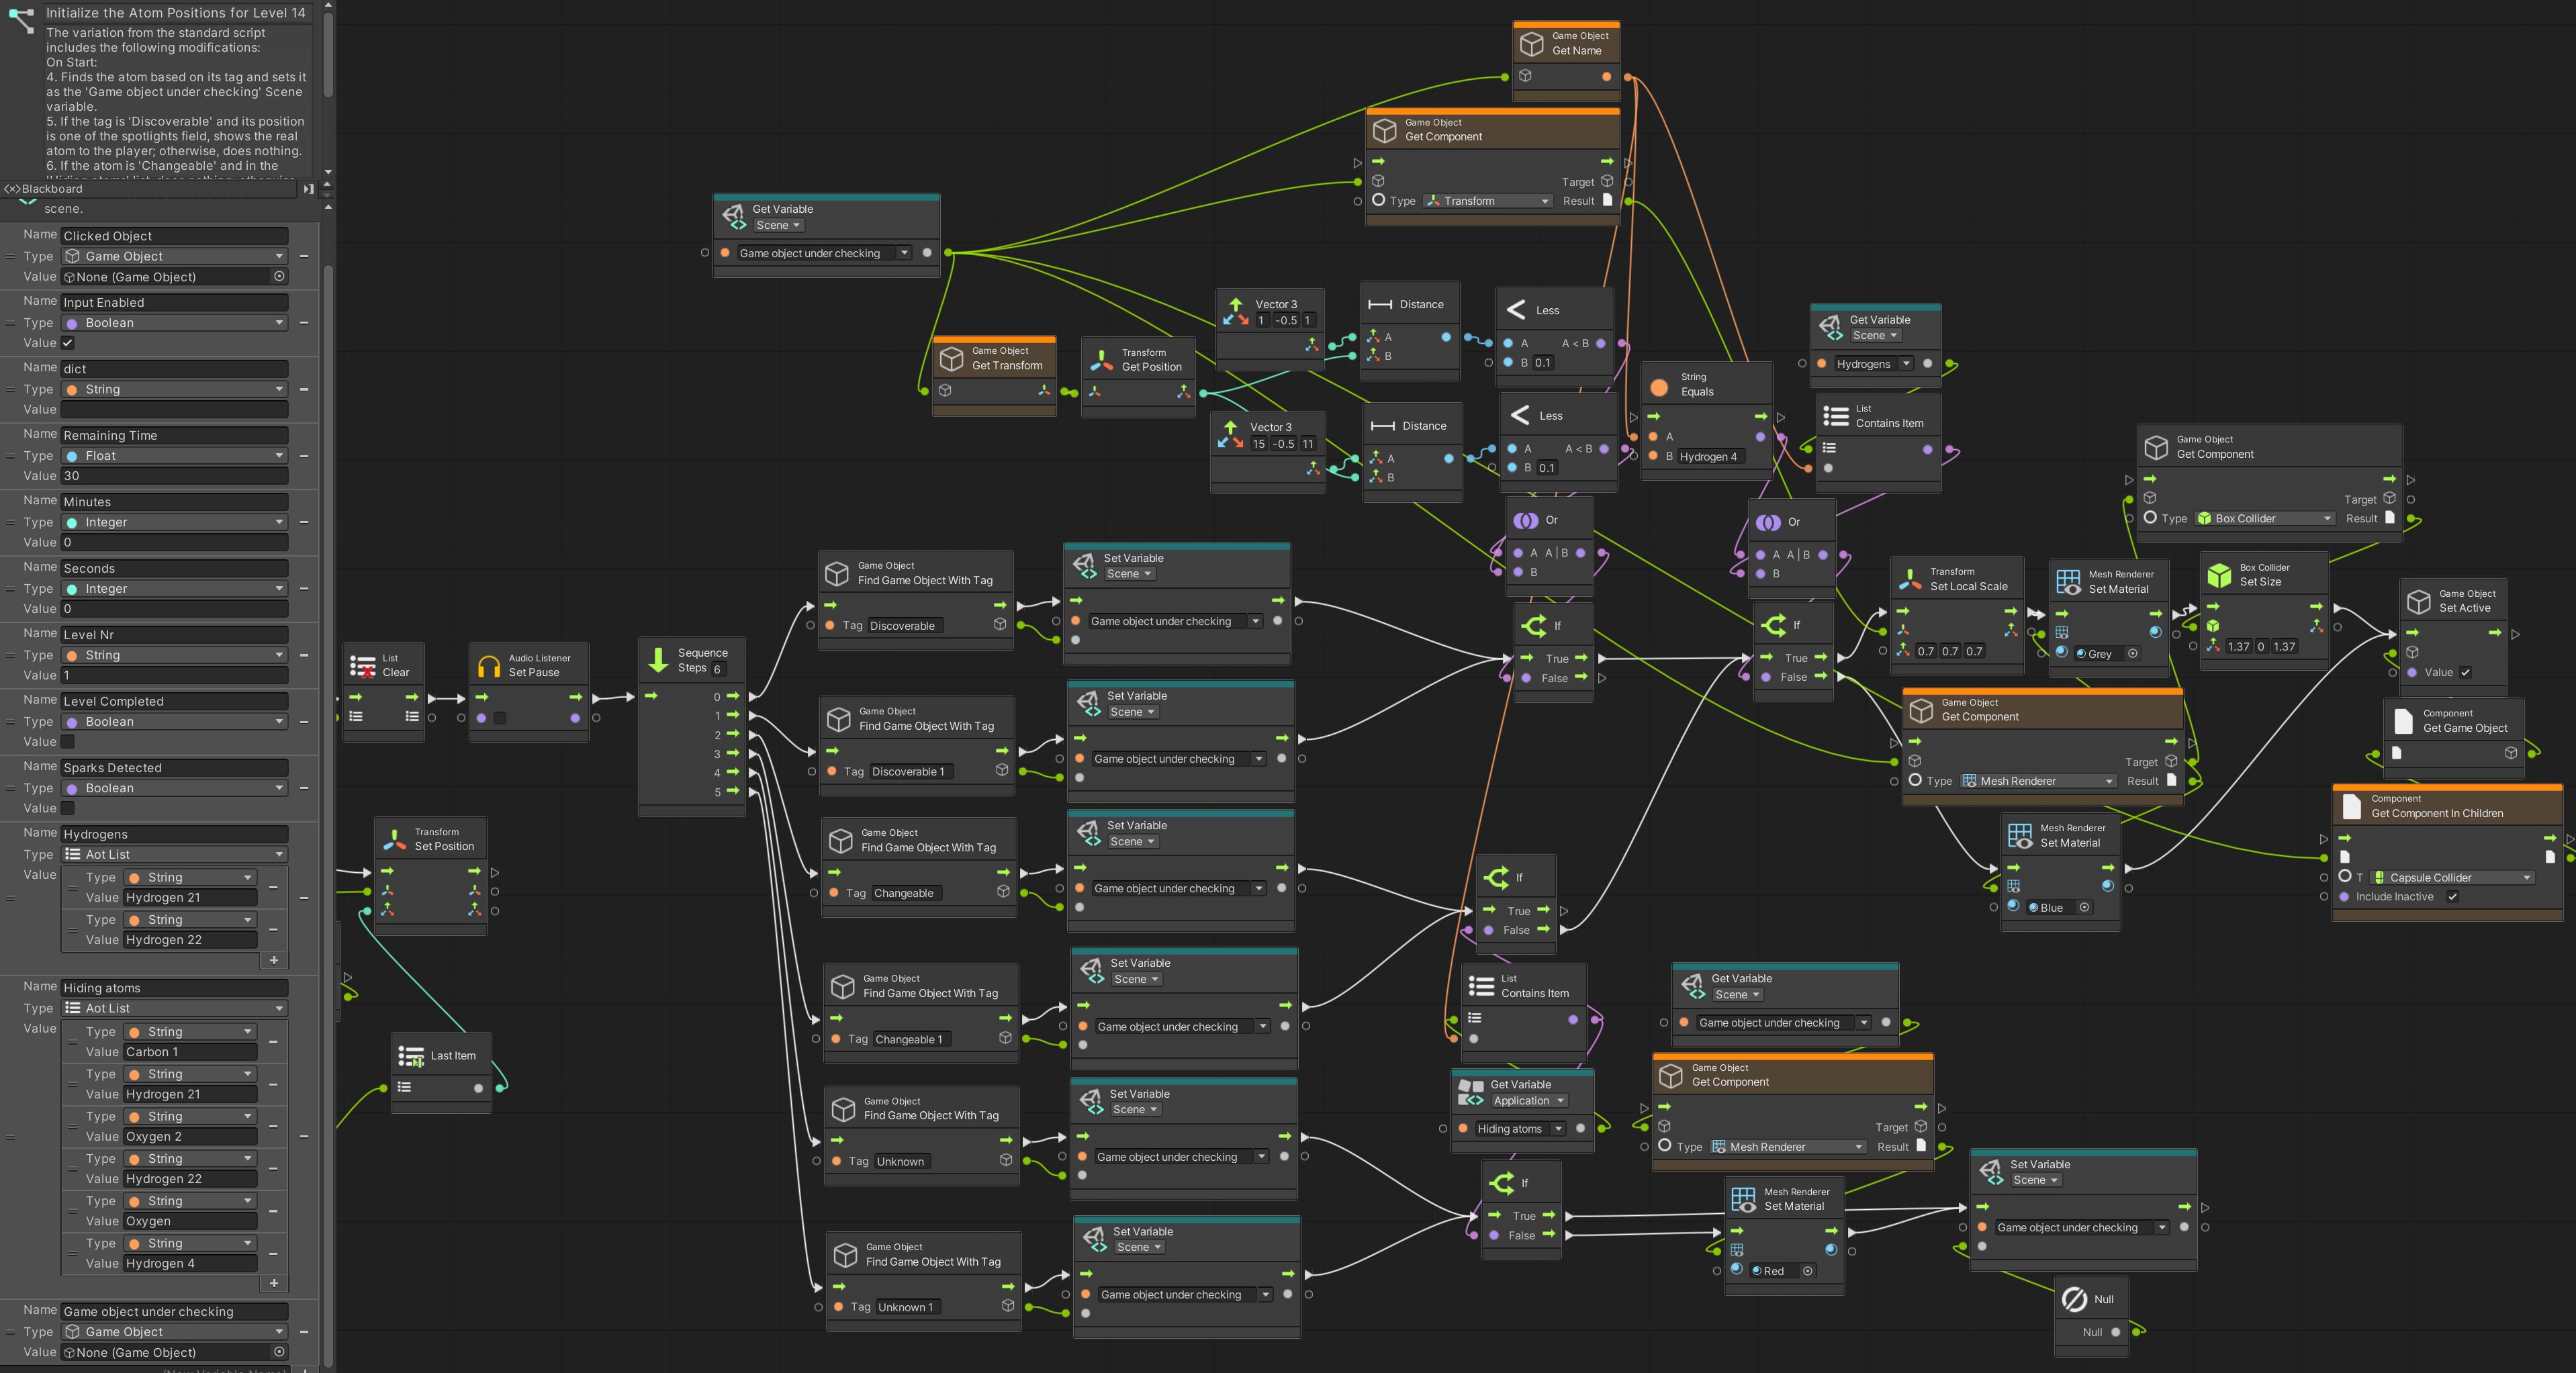 Initialize the Atom Positions for Level 14
The variation from the standard script
includes the following modifications:
On Start:
4. Finds the atom based on its tag and sets it
as the 'Game object under checking' Scene
variable.
5. If the tag is 'Discoverable' and its position
is one of the spotlights field, shows the real
atom to the player; otherwise, does nothing.
6. If the atom is 'Changeable' and in the
<×>Blackboard
scene.
Name Clicked Object
Type Game Object
Value None (Game Object)
Name Input Enabled
Type Boolean
Value
Name dict
Type String
Value
Name Remaining Time
Type Float
Value 30
Name Minutes
Type Integer
Value 0
Name Seconds
Type Integer
Value 0
Name Level Nr
Type String
Value 1
Name Level Completed
Type Boolean
Value
Name Sparks Detected
Type Boolean
Value
Name Hydrogens
Type Aot List
Value
Type String
Value Hydrogen 21
Type String
Value Hydrogen 22
+
Name Hiding atoms
Type Aot List
Value
Type String
Value Carbon 1
Type String
Value Hydrogen 21
Type String
Value Oxygen 2
Type String
Value Hydrogen 22
Type String
Value Oxygen
Type String
Value Hydrogen 4
+
Name Game object under checking
Type Game Object
Value None (Game Object)
List
Clear
Audio Listener
Set Pause
Transform
Set Position
Last Item
Sequence
Steps 6
0
1
2
3
4
5
Get Variable
Scene
Game object under checking
Game Object
Get Name
Game Object
Get Component
Target
Type Transform Result
Game Object
Get Transform
Transform
Get Position
Vector 3
1 -0.5 1
Distance
A
B
Less
A A < B
B 0.1
Vector 3
15 -0.5 11
Distance
A
B
Less
A A < B
B 0.1
String
Equals
A
B Hydrogen 4
Get Variable
Scene
Hydrogens
List
Contains Item
Or
A A | B
B
Or
A A | B
B
If
True
False
If
True
False
Game Object
Find Game Object With Tag
Tag Discoverable
Set Variable
Scene
Game object under checking
Game Object
Find Game Object With Tag
Tag Discoverable 1
Set Variable
Scene
Game object under checking
Game Object
Find Game Object With Tag
Tag Changeable
Set Variable
Scene
Game object under checking
Game Object
Find Game Object With Tag
Tag Changeable 1
Set Variable
Scene
Game object under checking
Game Object
Find Game Object With Tag
Tag Unknown
Set Variable
Scene
Game object under checking
Game Object
Find Game Object With Tag
Tag Unknown 1
Set Variable
Scene
Game object under checking
If
True
False
List
Contains Item
Get Variable
Application
Hiding atoms
If
True
False
Transform
Set Local Scale
0.7 0.7 0.7
Mesh Renderer
Set Material
Grey
Game Object
Get Component
Target
Type Box Collider Result
Box Collider
Set Size
1.37 0 1.37
Game Object
Set Active
Value
Component
Get Game Object
Component
Get Component In Children
T Capsule Collider
Include Inactive
Game Object
Get Component
Target
Type Mesh Renderer Result
Mesh Renderer
Set Material
Blue
Get Variable
Scene
Game object under checking
Game Object
Get Component
Target
Type Mesh Renderer Result
Mesh Renderer
Set Material
Red
Set Variable
Scene
Game object under checking
Null
Null